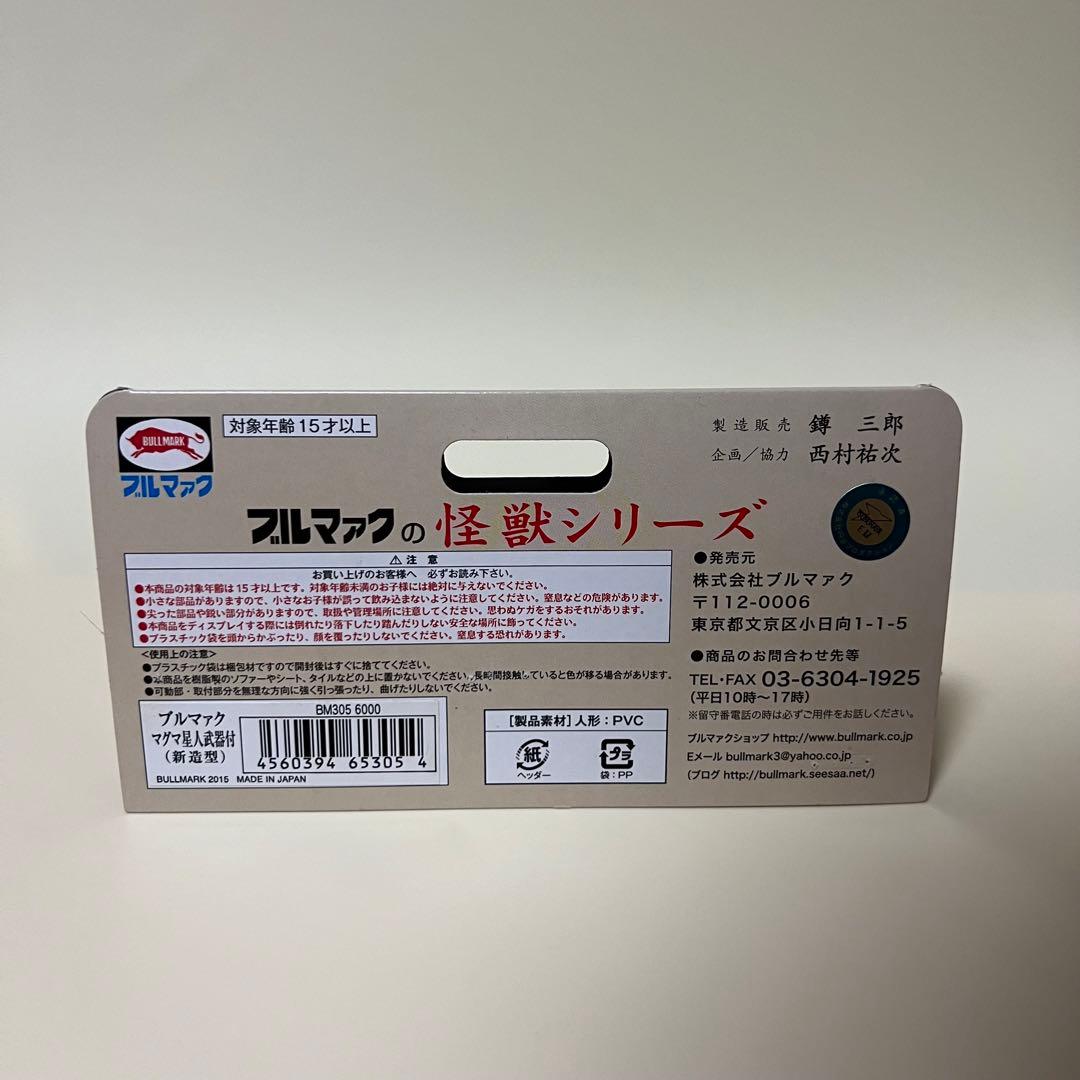 BULLMARK
ブルマァク
対象年齢15才以上
製造販売 鐏 三郎
企画／協力 西村祐次
ブルマァクの怪獣シリーズ
⚠注 意
お買い上げのお客様へ 必ずお読み下さい。
●本商品の対象年齢は15才以上です。対象年齢未満のお子様には絶対に与えないでください。
●小さな部品がありますので、小さなお子様が誤って飲み込まないように注意してください。窒息などの危険があります。
●尖った部品や鋭い部分がありますので、取扱や管理場所に注意してください。思わぬケガをするおそれがあります。
●本商品をディスプレイする際には倒れたり落下したり踏んだりしない安全な場所に飾ってください。
●プラスチック袋を頭からかぶったり、顔を覆ったりしないでください。窒息する恐れがあります。
<使用上の注意>
●プラスチック袋は梱包材ですので開封後はすぐに捨ててください。
●本商品を樹脂製のソファーやシート、タイルなどの上に置かないでください。長時間接触していると色が移る場合があります。
●可動部・取付部分を無理な方向に強く引っ張ったり、曲げたりしないでください。
●発売元
株式会社ブルマァク
〒112-0006
東京都文京区小日向1-1-5
●商品のお問合わせ先等
TEL・FAX 03-6304-1925
(平日10時〜17時)
※留守番電話の時は必ずご用件をお話しください。
ブルマァクショップ http://www.bullmark.co.jp
Eメール bullmark3@yahoo.co.jp
(ブログ http://bullmark.seesaa.net/)
BM305 6000
ブルマァク
マグマ星人武器付
(新造型)
4560394 65305 4
BULLMARK 2015 MADE IN JAPAN
[製品素材]人形：PVC
紙
ヘッダー
プラ
袋：PP